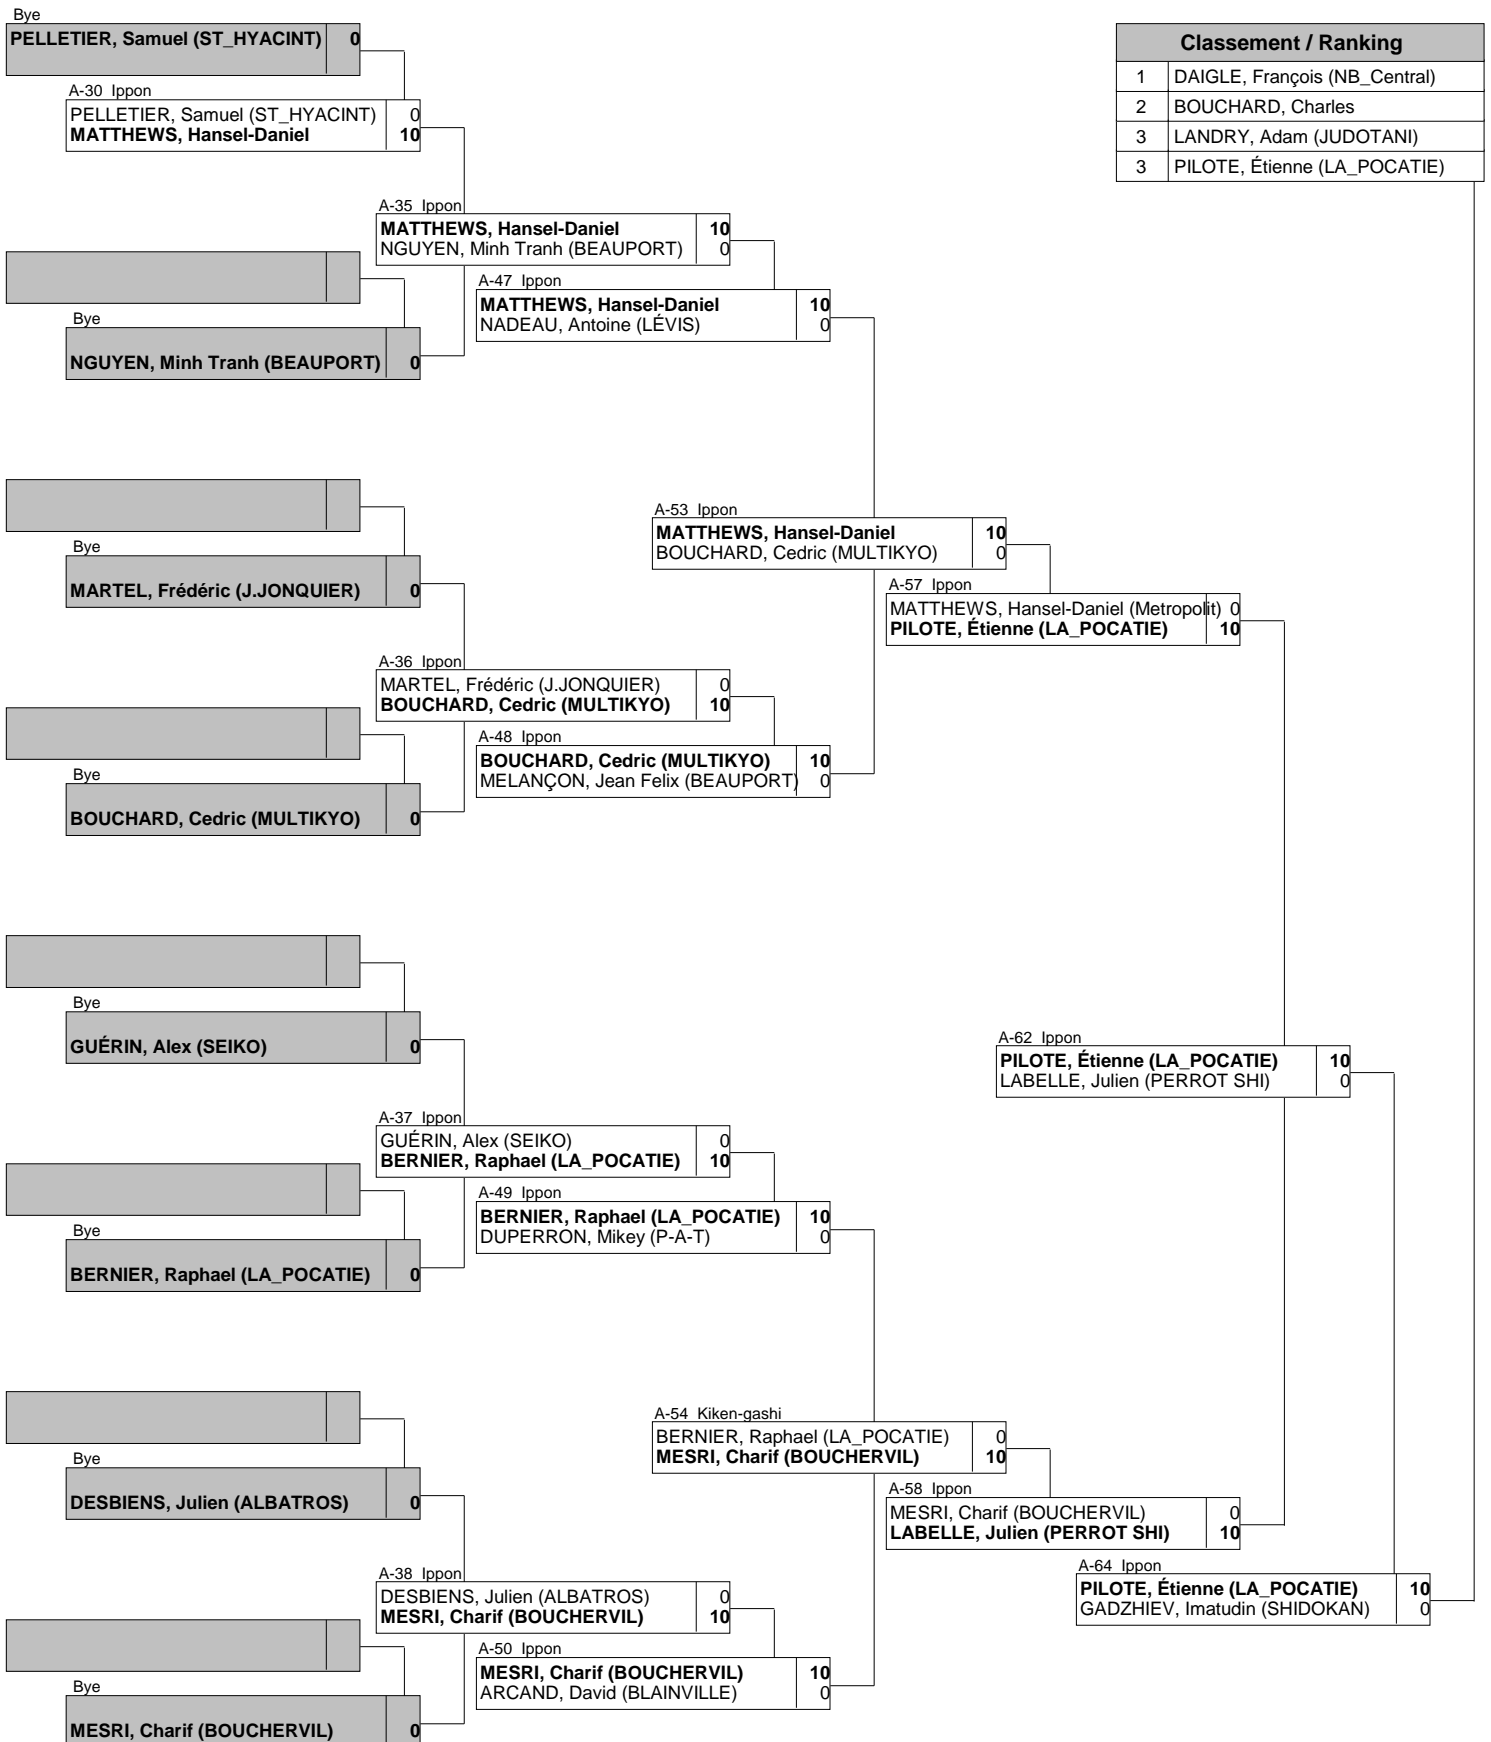 Bye
PELLETIER, Samuel (ST_HYACINT) 0
A-30 Ippon
PELLETIER, Samuel (ST_HYACINT) 0
MATTHEWS, Hansel-Daniel 10
Classement / Ranking
1 DAIGLE, François (NB_Central)
2 BOUCHARD, Charles
3 LANDRY, Adam (JUDOTANI)
3 PILOTE, Étienne (LA_POCATIE)
A-35 Ippon
MATTHEWS, Hansel-Daniel 10
NGUYEN, Minh Tranh (BEAUPORT) 0
A-47 Ippon
MATTHEWS, Hansel-Daniel 10
NADEAU, Antoine (LÉVIS) 0
Bye
NGUYEN, Minh Tranh (BEAUPORT) 0
A-53 Ippon
MATTHEWS, Hansel-Daniel 10
BOUCHARD, Cedric (MULTIKYO) 0
Bye
MARTEL, Frédéric (J.JONQUIER) 0
A-57 Ippon
MATTHEWS, Hansel-Daniel (Metropolit) 0
PILOTE, Étienne (LA_POCATIE) 10
A-36 Ippon
MARTEL, Frédéric (J.JONQUIER) 0
BOUCHARD, Cedric (MULTIKYO) 10
A-48 Ippon
BOUCHARD, Cedric (MULTIKYO) 10
MELANÇON, Jean Felix (BEAUPORT) 0
Bye
BOUCHARD, Cedric (MULTIKYO) 0
Bye
GUÉRIN, Alex (SEIKO) 0
A-62 Ippon
PILOTE, Étienne (LA_POCATIE) 10
LABELLE, Julien (PERROT SHI) 0
A-37 Ippon
GUÉRIN, Alex (SEIKO) 0
BERNIER, Raphael (LA_POCATIE) 10
A-49 Ippon
BERNIER, Raphael (LA_POCATIE) 10
DUPERRON, Mikey (P-A-T) 0
Bye
BERNIER, Raphael (LA_POCATIE) 0
A-54 Kiken-gashi
BERNIER, Raphael (LA_POCATIE) 0
MESRI, Charif (BOUCHERVIL) 10
Bye
DESBIENS, Julien (ALBATROS) 0
A-58 Ippon
MESRI, Charif (BOUCHERVIL) 0
LABELLE, Julien (PERROT SHI) 10
A-64 Ippon
PILOTE, Étienne (LA_POCATIE) 10
GADZHIEV, Imatudin (SHIDOKAN) 0
A-38 Ippon
DESBIENS, Julien (ALBATROS) 0
MESRI, Charif (BOUCHERVIL) 10
A-50 Ippon
MESRI, Charif (BOUCHERVIL) 10
ARCAND, David (BLAINVILLE) 0
Bye
MESRI, Charif (BOUCHERVIL) 0